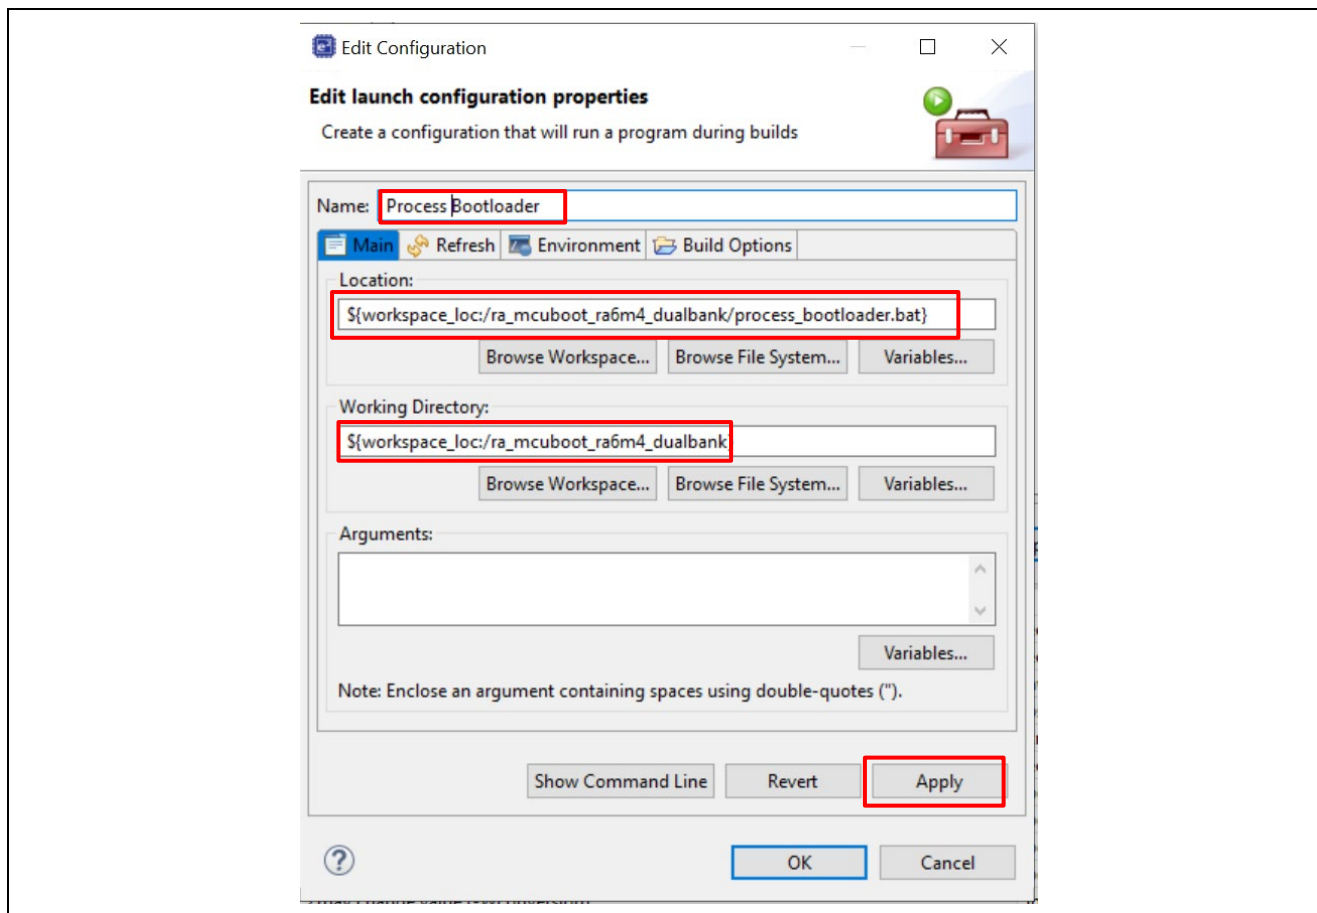 Edit Configuration
Edit launch configuration properties
Create a configuration that will run a program during builds
Name: Process Bootloader
Main Refresh Environment Build Options
Location:
${workspace_loc:/ra_mcuboot_ra6m4_dualbank/process_bootloader.bat}
Browse Workspace... Browse File System... Variables...
Working Directory:
${workspace_loc:/ra_mcuboot_ra6m4_dualbank}
Browse Workspace... Browse File System... Variables...
Arguments:
Variables...
Note: Enclose an argument containing spaces using double-quotes (").
Show Command Line Revert Apply
OK Cancel